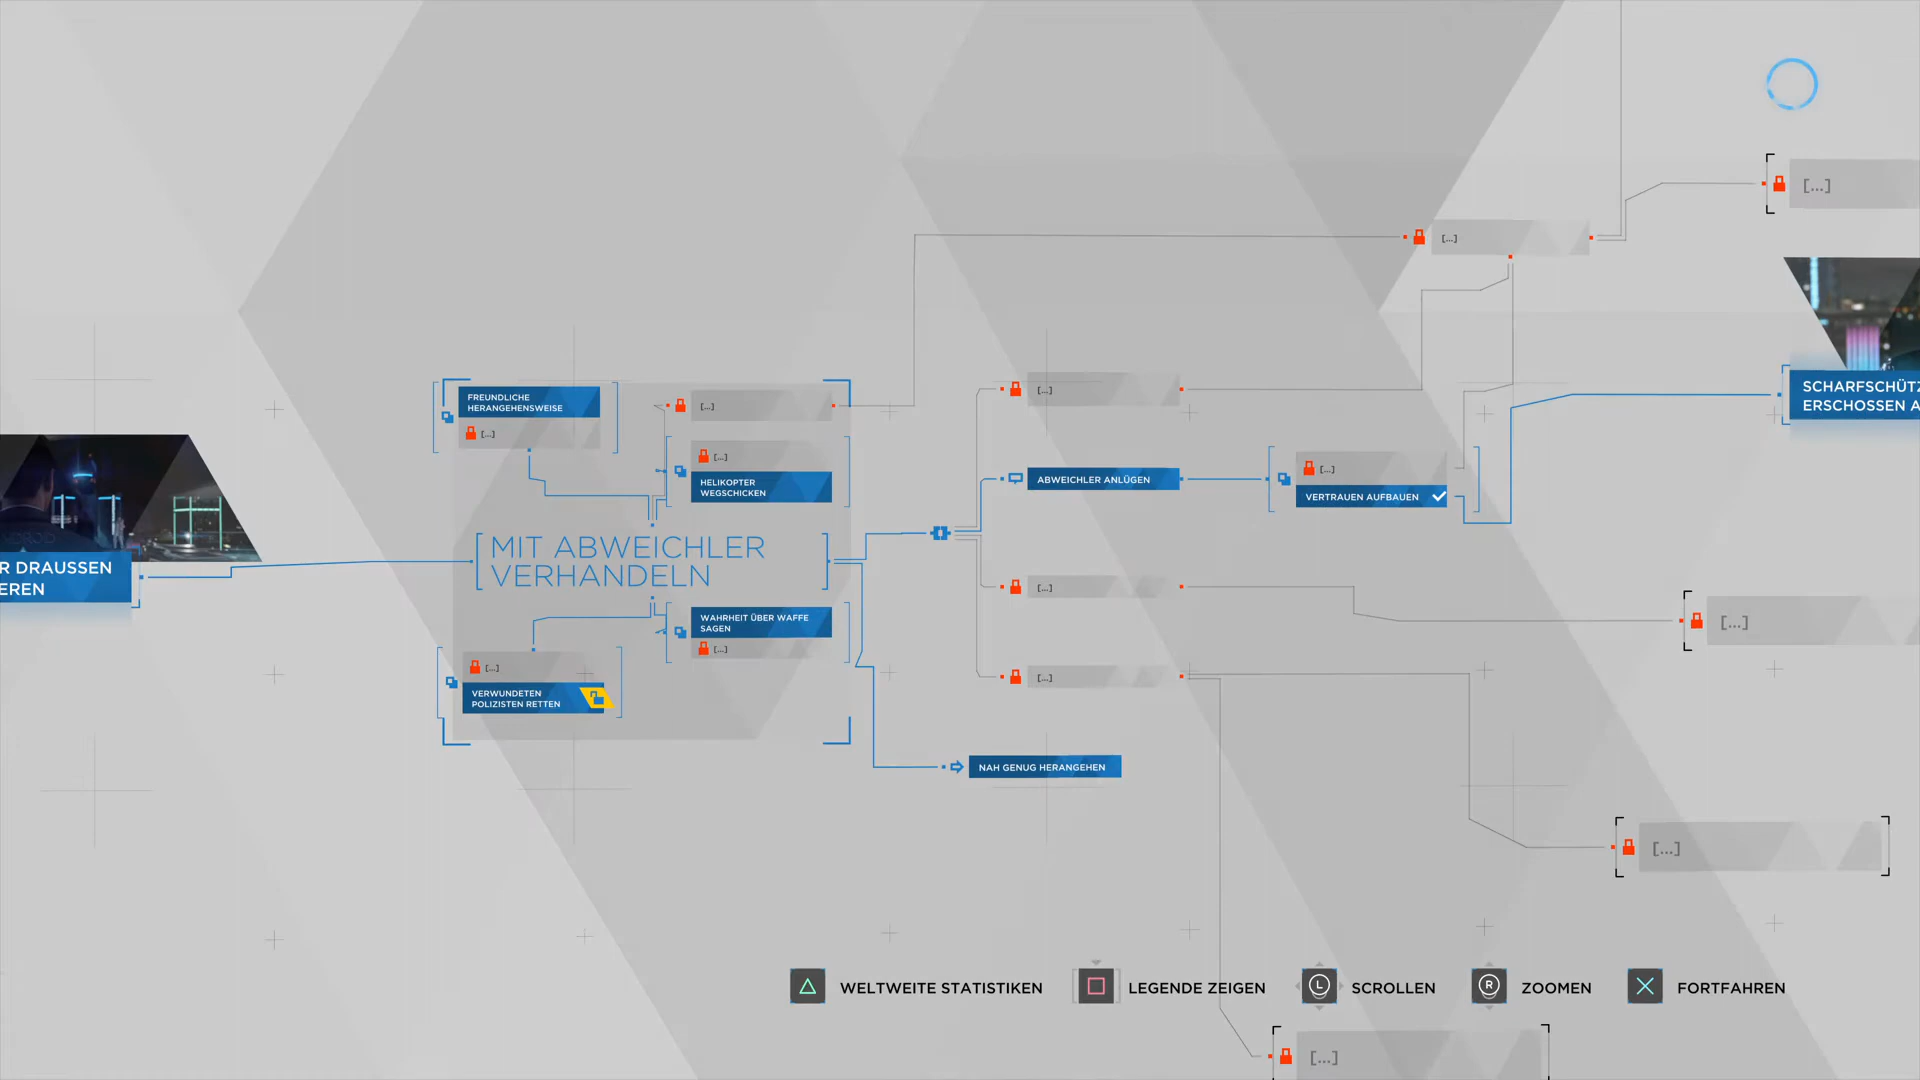 [...]
[...]
SCHARFSCHÜTZ
ERSCHOSSEN A
FREUNDLICHE
HERANGEHENSWEISE
[...]
[...]
[...]
HELIKOPTER
WEGSCHICKEN
[...]
ABWEICHLER ANLÜGEN
[...]
VERTRAUEN AUFBAUEN
R DRAUSSEN
EREN
MIT ABWEICHLER
VERHANDELN
[...]
[...]
WAHRHEIT ÜBER WAFFE
SAGEN
[...]
[...]
VERWUNDETEN
POLIZISTEN RETTEN
[...]
NAH GENUG HERANGEHEN
[...]
WELTWEITE STATISTIKEN
LEGENDE ZEIGEN
L
SCROLLEN
R
ZOOMEN
FORTFAHREN
[...]